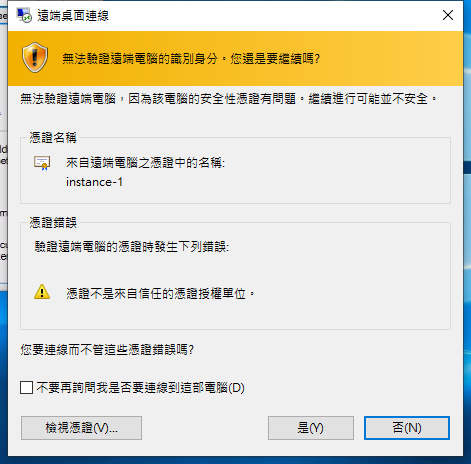 遠端桌面連線
無法驗證遠端電腦的識別身分。您還是要繼續嗎?
無法驗證遠端電腦，因為該電腦的安全性憑證有問題。繼續進行可能並不安全。
憑證名稱
來自遠端電腦之憑證中的名稱:
instance-1
憑證錯誤
驗證遠端電腦的憑證時發生下列錯誤:
憑證不是來自信任的憑證授權單位。
您要連線而不管這些憑證錯誤嗎?
不要再詢問我是否要連線到這部電腦(D)
檢視憑證(V)...
是(Y)
否(N)